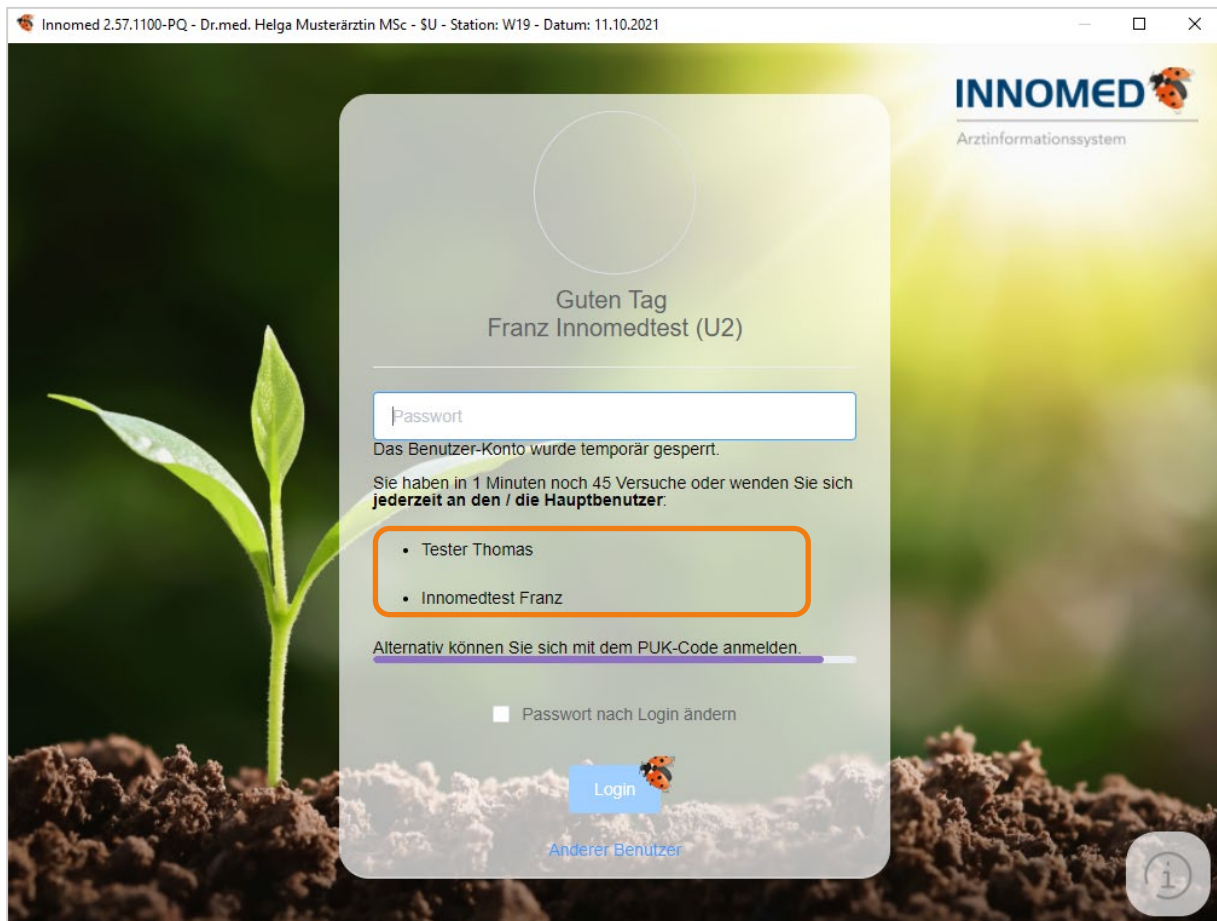 Innomed 2.57.1100-PQ - Dr.med. Helga Musterärztin MSc - $U - Station: W19 - Datum: 11.10.2021
INNOMED
Arztinformationssystem
Guten Tag
Franz Innomedtest (U2)
Passwort
Das Benutzer-Konto wurde temporär gesperrt.
Sie haben in 1 Minuten noch 45 Versuche oder wenden Sie sich
jederzeit an den / die Hauptbenutzer:
• Tester Thomas
• Innomedtest Franz
Alternativ können Sie sich mit dem PUK-Code anmelden.
Passwort nach Login ändern
Login
Anderer Benutzer
i